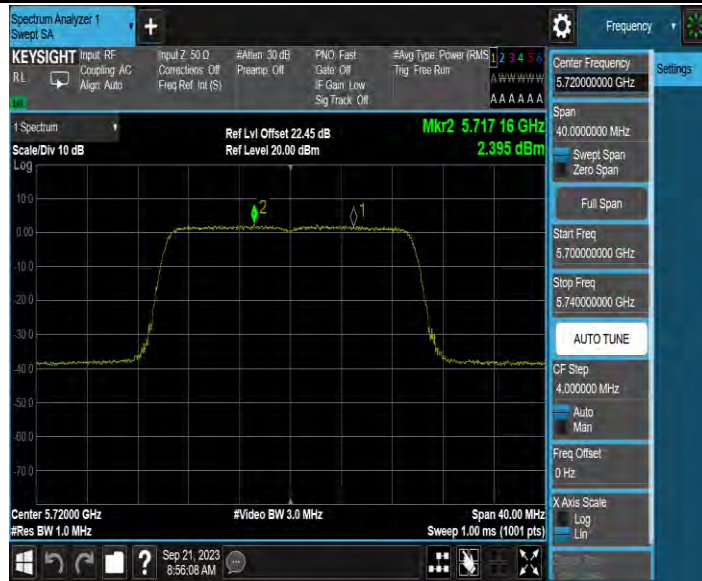 Spectrum Analyzer 1
Swept SA
Frequency
KEYSIGHT
RL
Input: RF
Coupling: AC
Align: Auto
Input Z: 50 Ω
Corrections: Off
Freq Ref: Int (S)
#Atten: 30 dB
Preamp: Off
PNO: Fast
Gate: Off
IF Gain: Low
Sig Track: Off
#Avg Type: Power (RMS
Trig: Free Run
1 2 3 4 5 6
A W W W W W
A A A A A A
1 Spectrum
Scale/Div 10 dB
Log
Ref Lvl Offset 22.45 dB
Ref Level 20.00 dBm
Mkr2 5.717 16 GHz
2.395 dBm
10.0
0.00
-10.0
-20.0
-30.0
-40.0
-50.0
-60.0
-70.0
2
1
Center 5.72000 GHz
#Res BW 1.0 MHz
#Video BW 3.0 MHz
Span 40.00 MHz
Sweep 1.00 ms (1001 pts)
Center Frequency
5.720000000 GHz
Settings
Span
40.0000000 MHz
Swept Span
Zero Span
Full Span
Start Freq
5.700000000 GHz
Stop Freq
5.740000000 GHz
AUTO TUNE
CF Step
4.000000 MHz
Auto
Man
Freq Offset
0 Hz
X Axis Scale
Log
Lin
?
Sep 21, 2023
8:56:08 AM